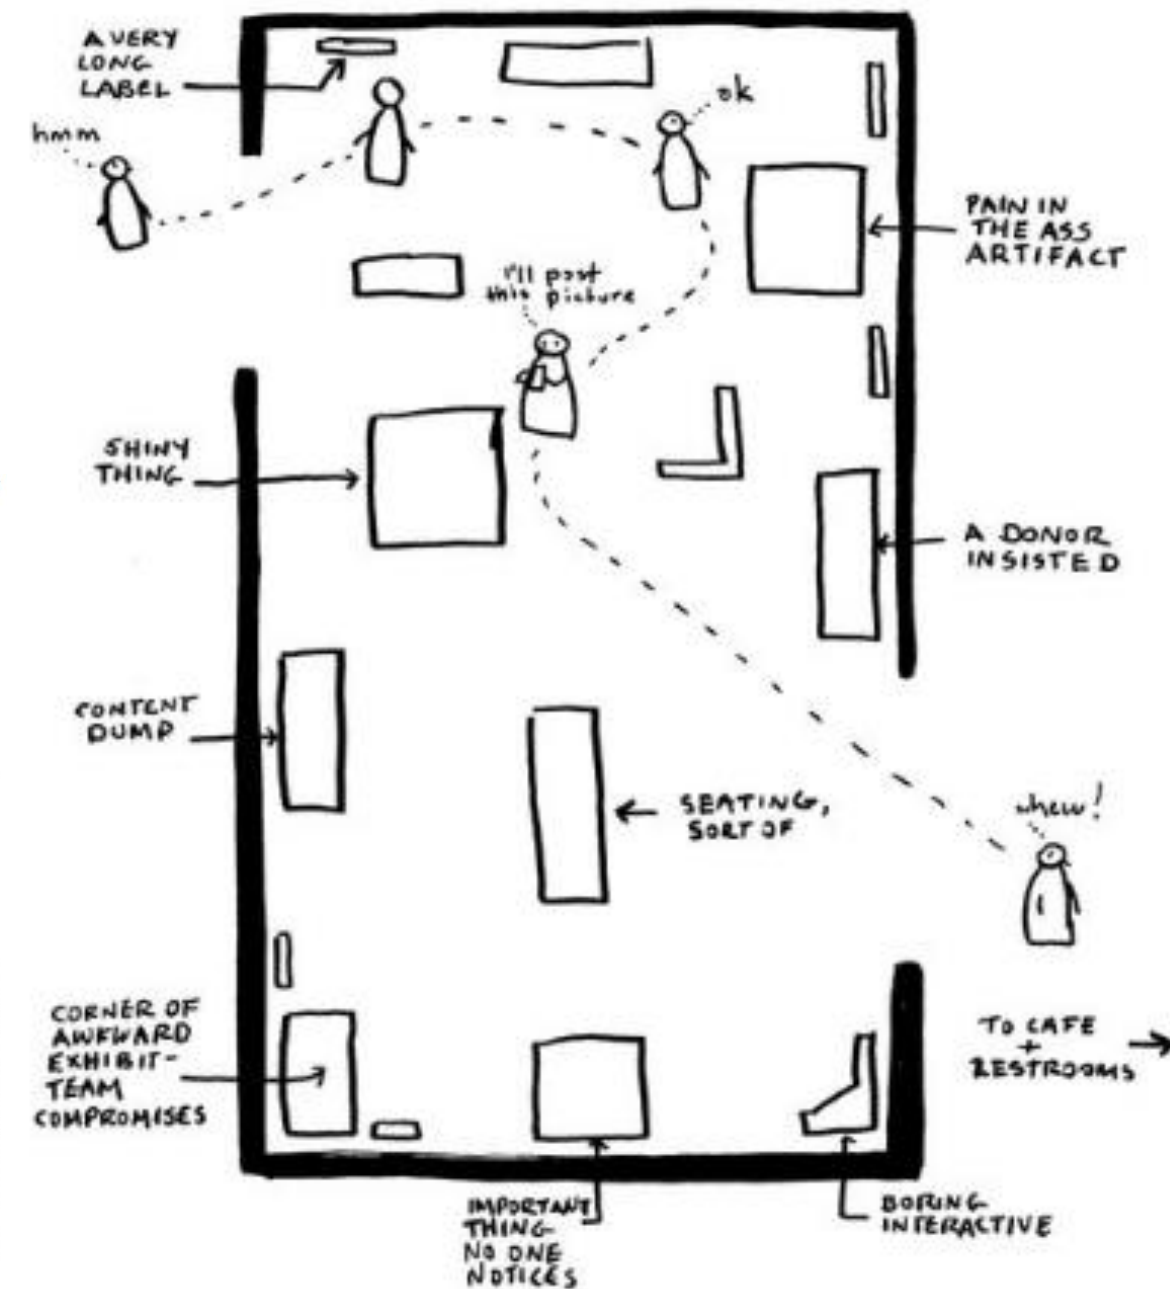 A VERY
LONG
LABEL
hmm
ok
PAIN IN
THE ASS
ARTIFACT
I'll post
this picture
SHINY
THING
A DONOR
INSISTED
CONTENT
DUMP
SEATING,
SORT OF
whew!
CORNER OF
AWKWARD
EXHIBIT-
TEAM
COMPROMISES
TO CAFE
+
RESTROOMS
IMPORTANT
THING
NO ONE
NOTICES
BORING
INTERACTIVE